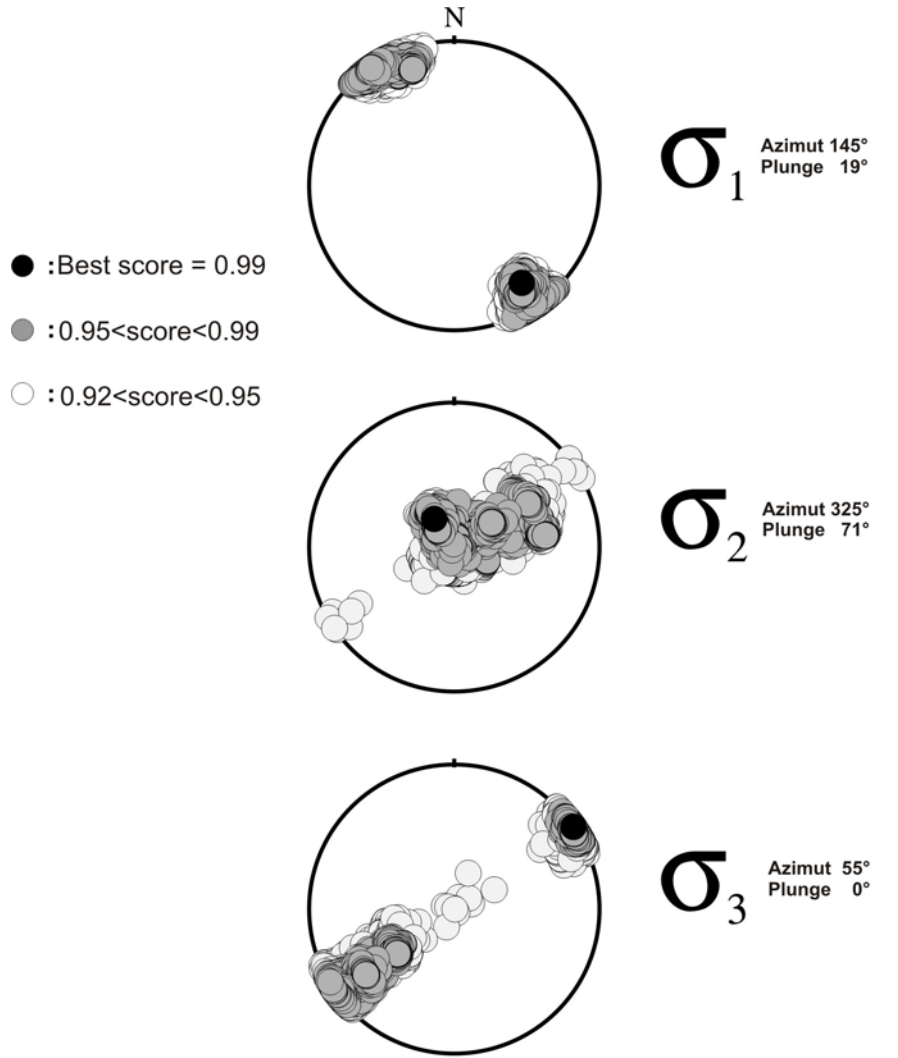 N
σ1
Azimut 145°
Plunge 19°
:Best score = 0.99
:0.95<score<0.99
:0.92<score<0.95
σ2
Azimut 325°
Plunge 71°
σ3
Azimut 55°
Plunge 0°